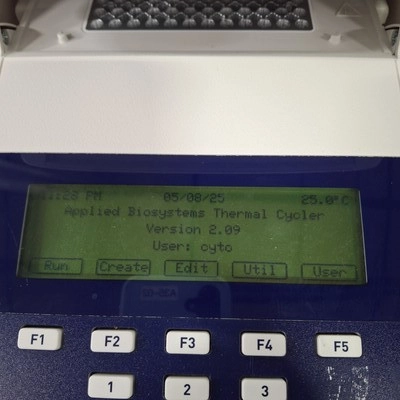 PM 05/08/25 25.0°C
Applied Biosystems Thermal Cycler
Version 2.09
User: cyto
Run Create Edit Util User
F1 F2 F3 F4 F5
1 2 3